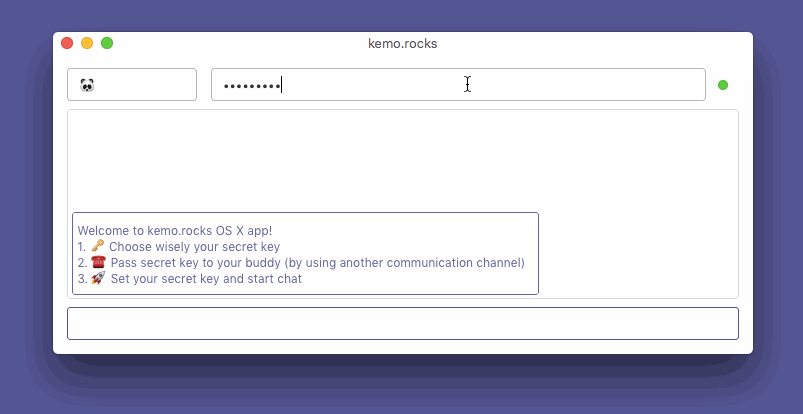 kemo.rocks
🐼 •••••••••
Welcome to kemo.rocks OS X app!
1. 🔑 Choose wisely your secret key
2. ☎️ Pass secret key to your buddy (by using another communication channel)
3. 🚀 Set your secret key and start chat